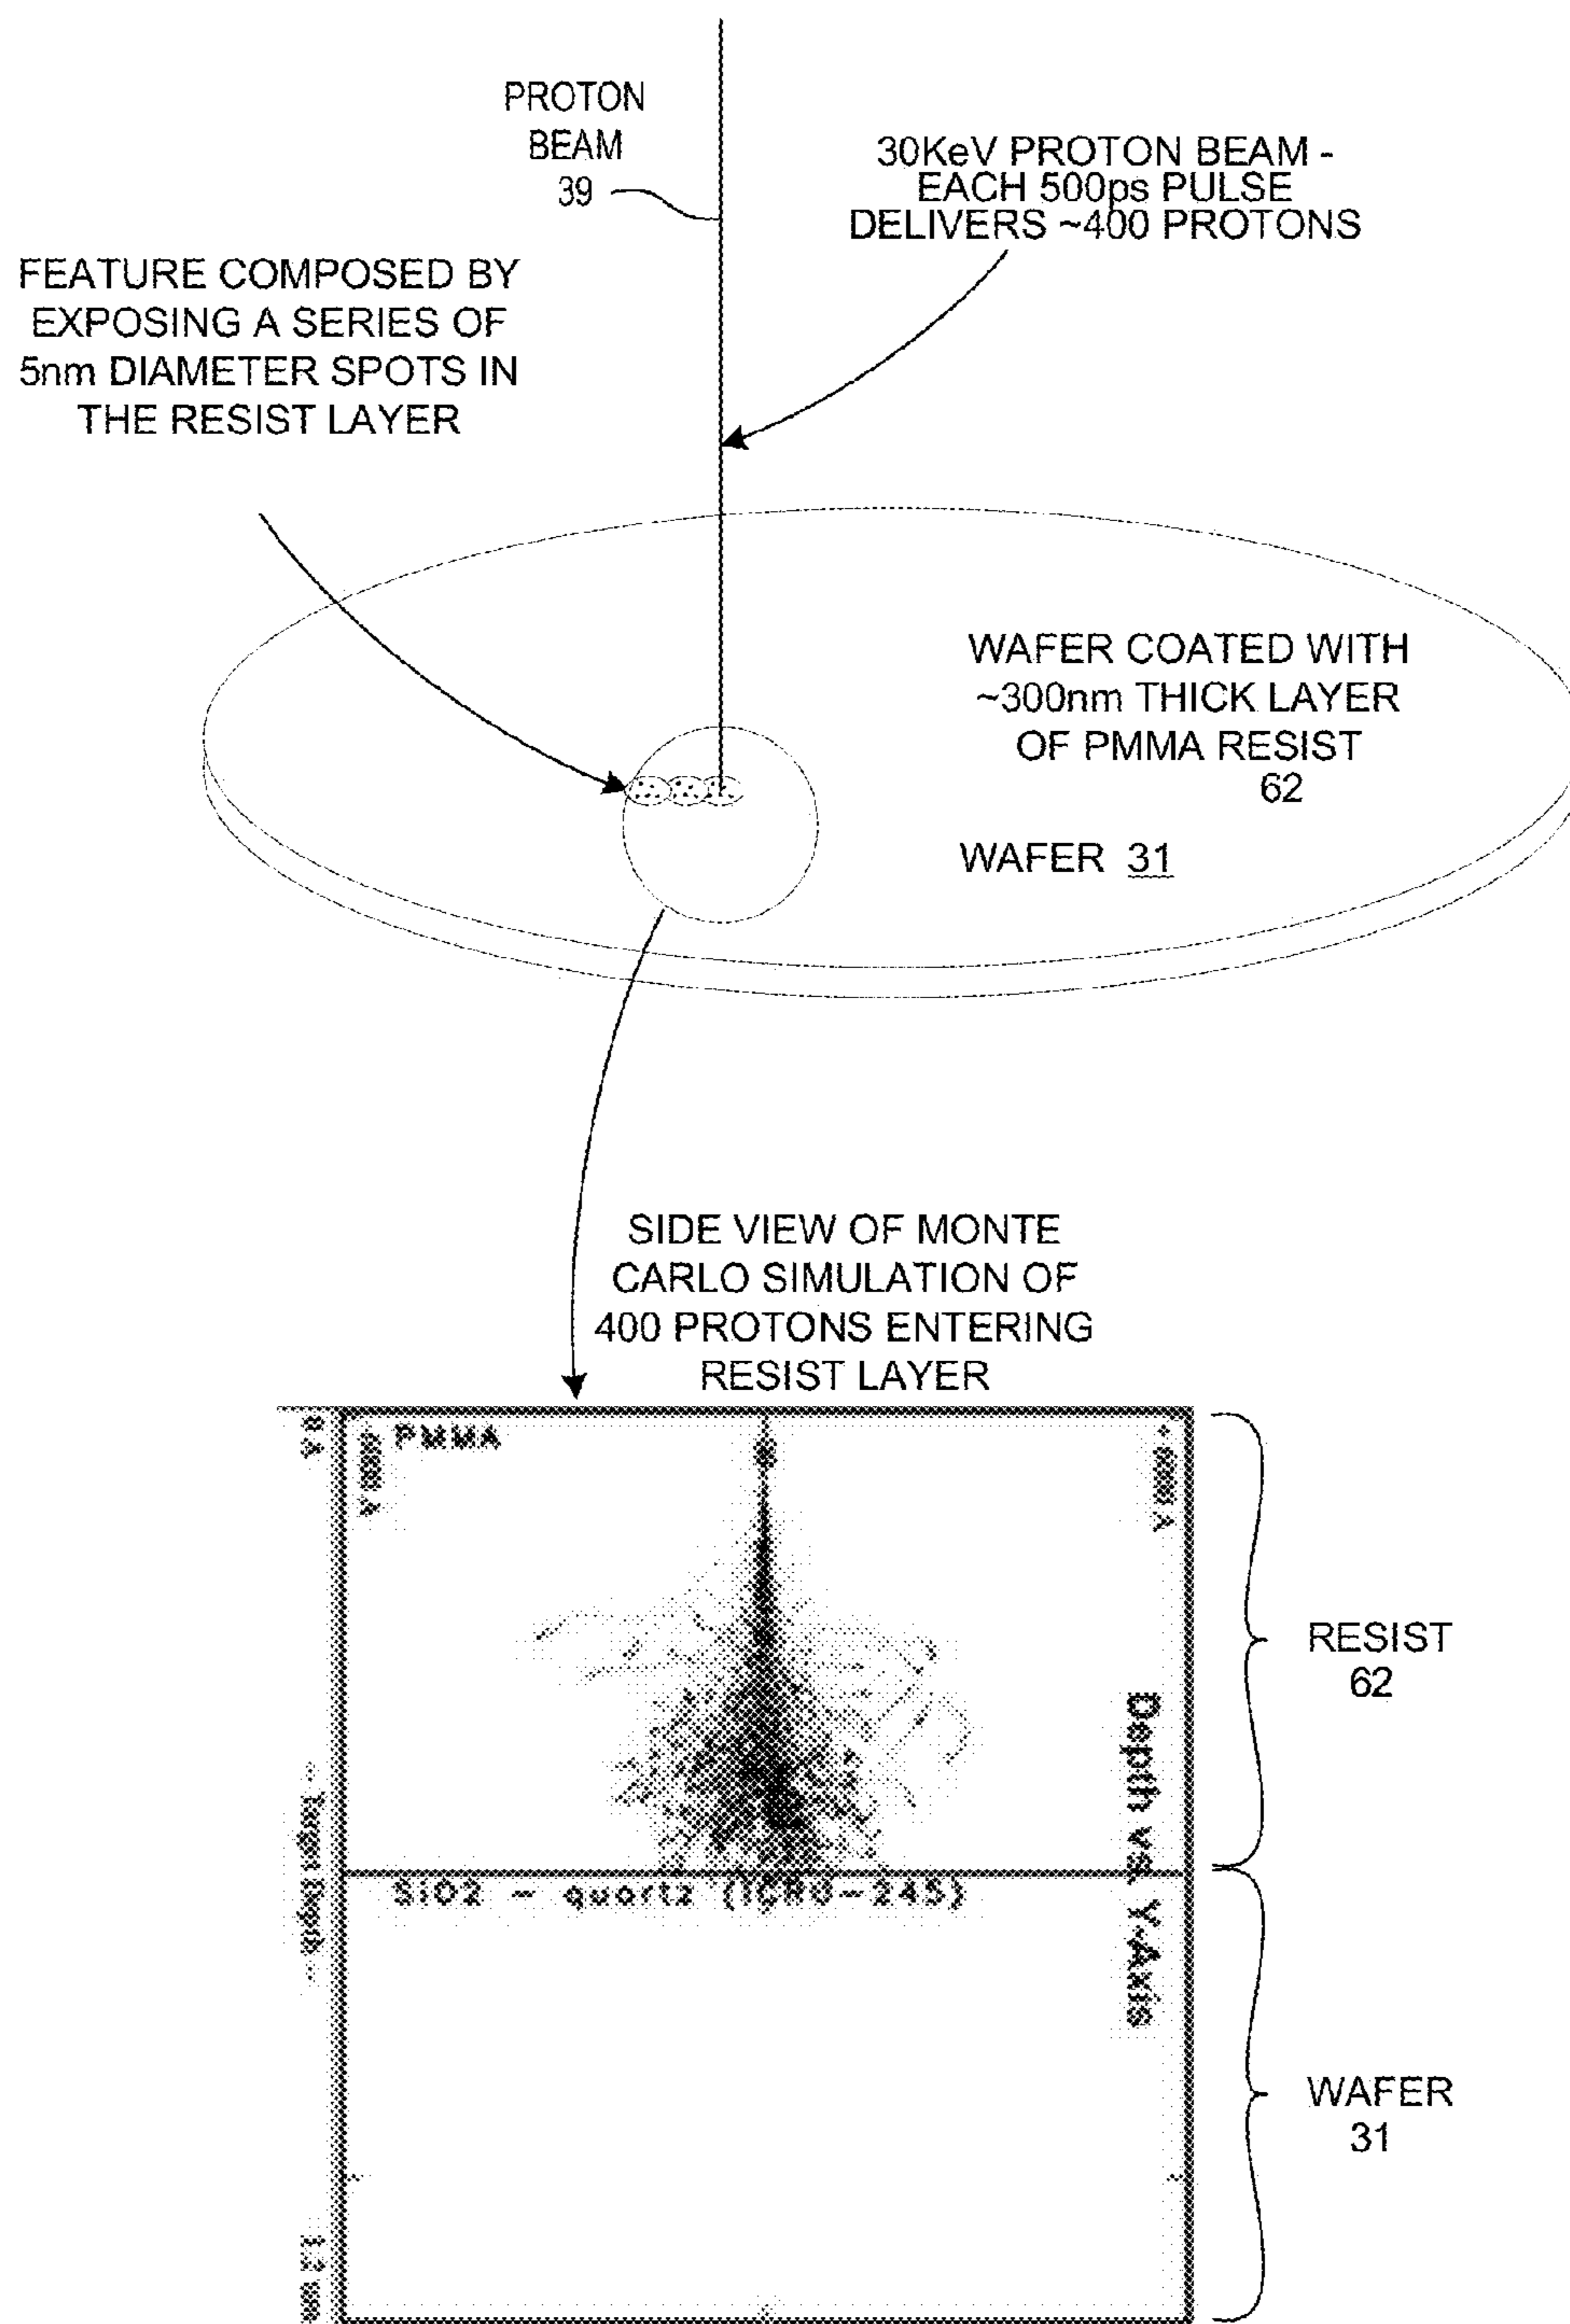 PROTON
BEAM
39
30KeV PROTON BEAM -
EACH 500ps PULSE
DELIVERS ~400 PROTONS
FEATURE COMPOSED BY
EXPOSING A SERIES OF
5nm DIAMETER SPOTS IN
THE RESIST LAYER
WAFER COATED WITH
~300nm THICK LAYER
OF PMMA RESIST
62
WAFER 31
SIDE VIEW OF MONTE
CARLO SIMULATION OF
400 PROTONS ENTERING
RESIST LAYER
0 A
PMMA
RESIST
62
Depth vs. Y-Axis
- Target Depth -
SiO2 - quartz (ICRU-245)
WAFER
31